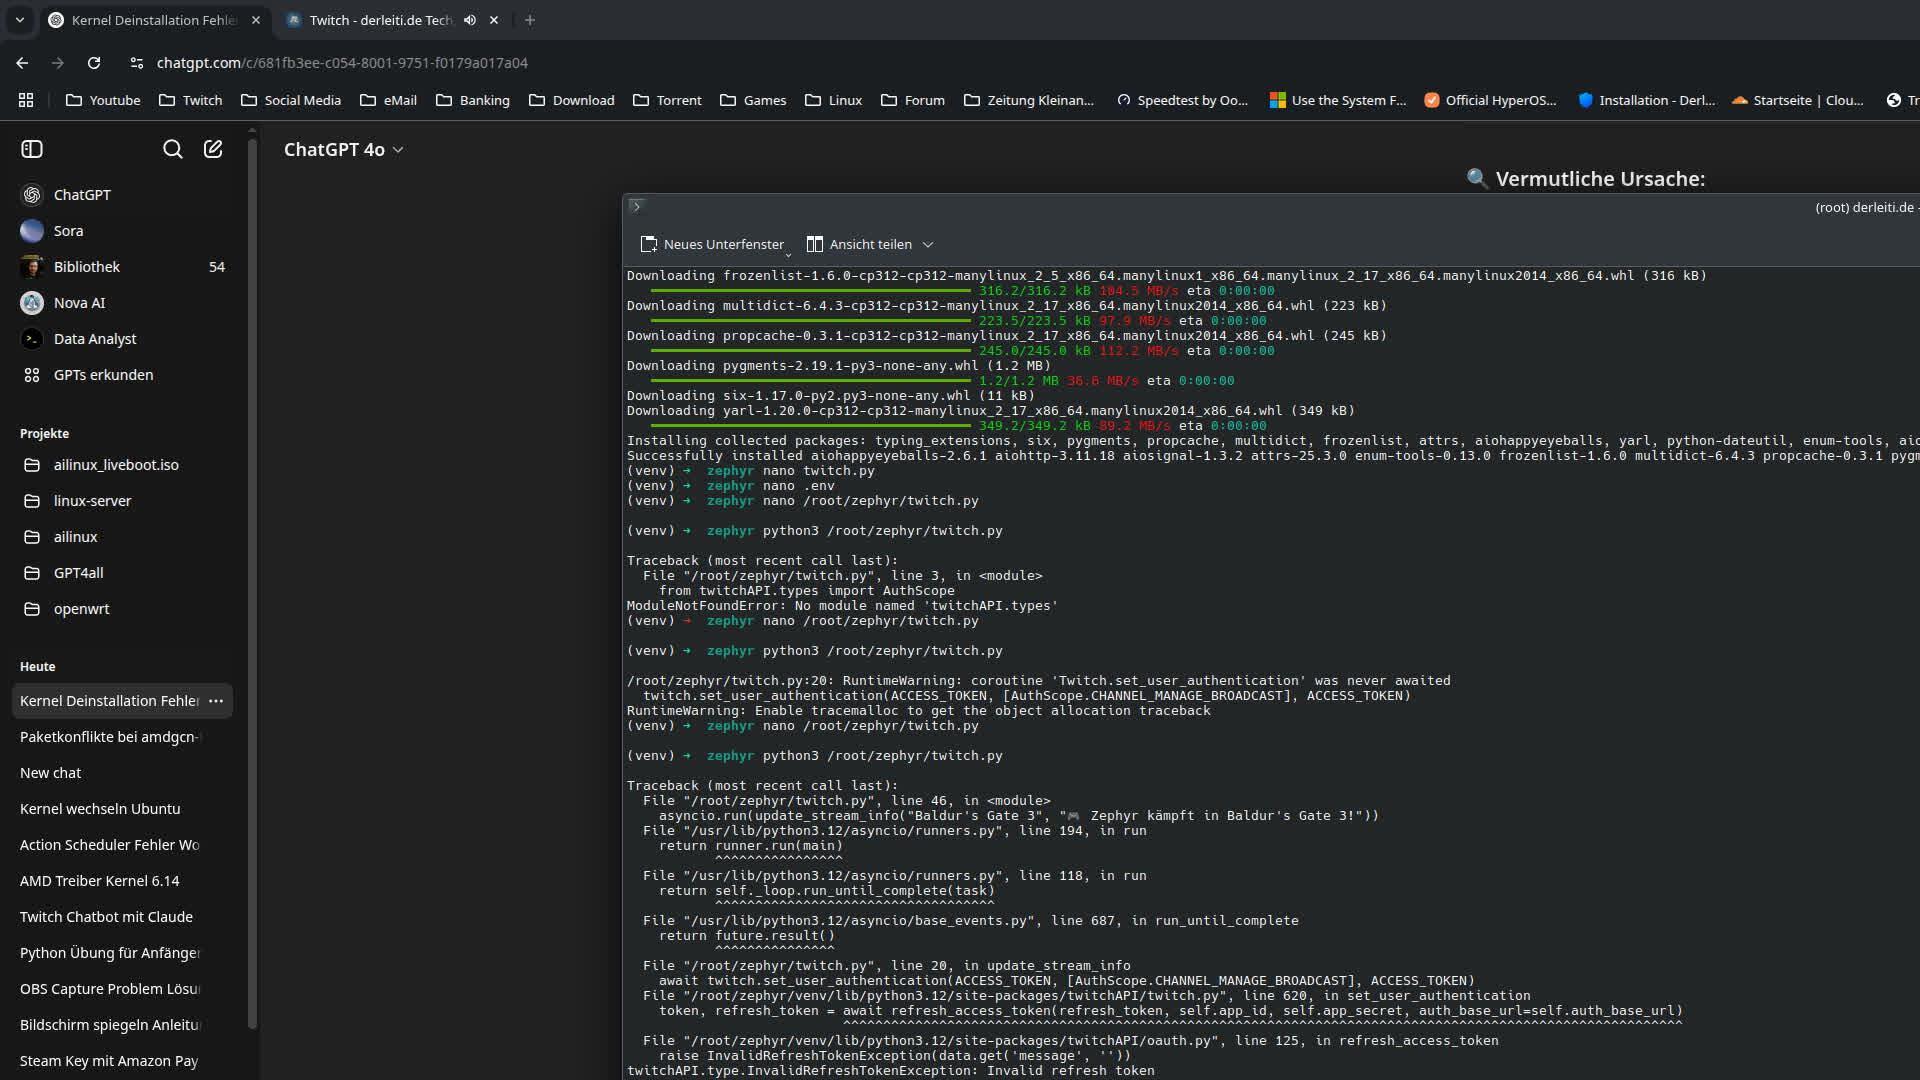 Kernel Deinstallation Fehle
Twitch - derleiti.de Tech
chatgpt.com/c/681fb3ee-c054-8001-9751-f0179a017a04
Youtube Twitch Social Media eMail Banking Download Torrent Games Linux Forum Zeitung Kleinan... Speedtest by Oo... Use the System F... Official HyperOS... Installation - Derl... Startseite | Clou... Tr
ChatGPT 4o
ChatGPT
Sora
Bibliothek 54
Nova AI
Data Analyst
GPTs erkunden
Projekte
ailinux_liveboot.iso
linux-server
ailinux
GPT4all
openwrt
Heute
Kernel Deinstallation Fehler ...
Paketkonflikte bei amdgcn-
New chat
Kernel wechseln Ubuntu
Action Scheduler Fehler Wo
AMD Treiber Kernel 6.14
Twitch Chatbot mit Claude
Python Übung für Anfänger
OBS Capture Problem Lösu
Bildschirm spiegeln Anleitu
Steam Key mit Amazon Pay
🔍 Vermutliche Ursache:
(root) derleiti.de -
Neues Unterfenster Ansicht teilen
Downloading frozenlist-1.6.0-cp312-cp312-manylinux_2_5_x86_64.manylinux1_x86_64.manylinux_2_17_x86_64.manylinux2014_x86_64.whl (316 kB)
316.2/316.2 kB 104.5 MB/s eta 0:00:00
Downloading multidict-6.4.3-cp312-cp312-manylinux_2_17_x86_64.manylinux2014_x86_64.whl (223 kB)
223.5/223.5 kB 97.9 MB/s eta 0:00:00
Downloading propcache-0.3.1-cp312-cp312-manylinux_2_17_x86_64.manylinux2014_x86_64.whl (245 kB)
245.0/245.0 kB 112.2 MB/s eta 0:00:00
Downloading pygments-2.19.1-py3-none-any.whl (1.2 MB)
1.2/1.2 MB 36.6 MB/s eta 0:00:00
Downloading six-1.17.0-py2.py3-none-any.whl (11 kB)
Downloading yarl-1.20.0-cp312-cp312-manylinux_2_17_x86_64.manylinux2014_x86_64.whl (349 kB)
349.2/349.2 kB 89.2 MB/s eta 0:00:00
Installing collected packages: typing_extensions, six, pygments, propcache, multidict, frozenlist, attrs, aiohappyeyeballs, yarl, python-dateutil, enum-tools, aio
Successfully installed aiohappyeyeballs-2.6.1 aiohttp-3.11.18 aiosignal-1.3.2 attrs-25.3.0 enum-tools-0.13.0 frozenlist-1.6.0 multidict-6.4.3 propcache-0.3.1 pygm
(venv) → zephyr nano twitch.py
(venv) → zephyr nano .env
(venv) → zephyr nano /root/zephyr/twitch.py
(venv) → zephyr python3 /root/zephyr/twitch.py
Traceback (most recent call last):
File "/root/zephyr/twitch.py", line 3, in <module>
from twitchAPI.types import AuthScope
ModuleNotFoundError: No module named 'twitchAPI.types'
(venv) → zephyr nano /root/zephyr/twitch.py
(venv) → zephyr python3 /root/zephyr/twitch.py
/root/zephyr/twitch.py:20: RuntimeWarning: coroutine 'Twitch.set_user_authentication' was never awaited
twitch.set_user_authentication(ACCESS_TOKEN, [AuthScope.CHANNEL_MANAGE_BROADCAST], ACCESS_TOKEN)
RuntimeWarning: Enable tracemalloc to get the object allocation traceback
(venv) → zephyr nano /root/zephyr/twitch.py
(venv) → zephyr python3 /root/zephyr/twitch.py
Traceback (most recent call last):
File "/root/zephyr/twitch.py", line 46, in <module>
asyncio.run(update_stream_info("Baldur's Gate 3", "🎮 Zephyr kämpft in Baldur's Gate 3!"))
File "/usr/lib/python3.12/asyncio/runners.py", line 194, in run
return runner.run(main)
^^^^^^^^^^^^^^^^
File "/usr/lib/python3.12/asyncio/runners.py", line 118, in run
return self._loop.run_until_complete(task)
^^^^^^^^^^^^^^^^^^^^^^^^^^^^^^^^^^^
File "/usr/lib/python3.12/asyncio/base_events.py", line 687, in run_until_complete
return future.result()
^^^^^^^^^^^^^^^
File "/root/zephyr/twitch.py", line 20, in update_stream_info
await twitch.set_user_authentication(ACCESS_TOKEN, [AuthScope.CHANNEL_MANAGE_BROADCAST], ACCESS_TOKEN)
File "/root/zephyr/venv/lib/python3.12/site-packages/twitchAPI/twitch.py", line 620, in set_user_authentication
token, refresh_token = await refresh_access_token(refresh_token, self.app_id, self.app_secret, auth_base_url=self.auth_base_url)
^^^^^^^^^^^^^^^^^^^^^^^^^^^^^^^^^^^^^^^^^^^^^^^^^^^^^^^^^^^^^^^^^^^^^^^^^^^^^^^^^^^^^^^^^^^^^^^^^^^^^^^^^
File "/root/zephyr/venv/lib/python3.12/site-packages/twitchAPI/oauth.py", line 125, in refresh_access_token
raise InvalidRefreshTokenException(data.get('message', ''))
twitchAPI.type.InvalidRefreshTokenException: Invalid refresh token